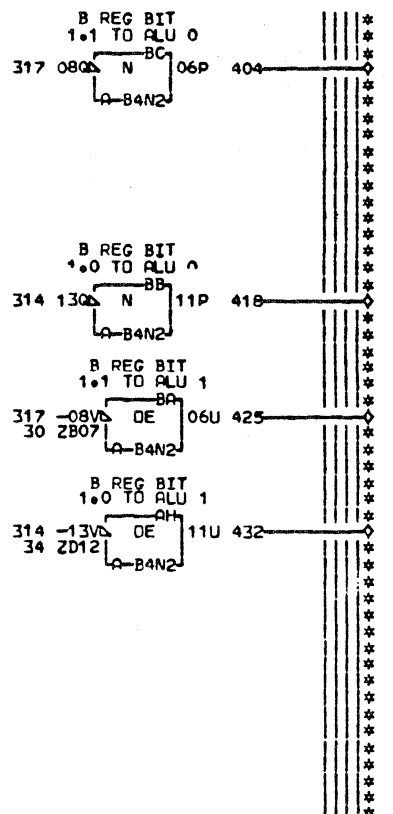 B REG BIT
1.1 TO ALU 0
BC
317 08Q N 06P 404
A B4N2
B REG BIT
1.0 TO ALU 0
BB
314 13Q N 11P 418
A B4N2
B REG BIT
1.1 TO ALU 1
BA
317 -08V OE 06U 425
30 ZB07
A B4N2
B REG BIT
1.0 TO ALU 1
AH
314 -13V OE 11U 432
34 ZD12
A B4N2